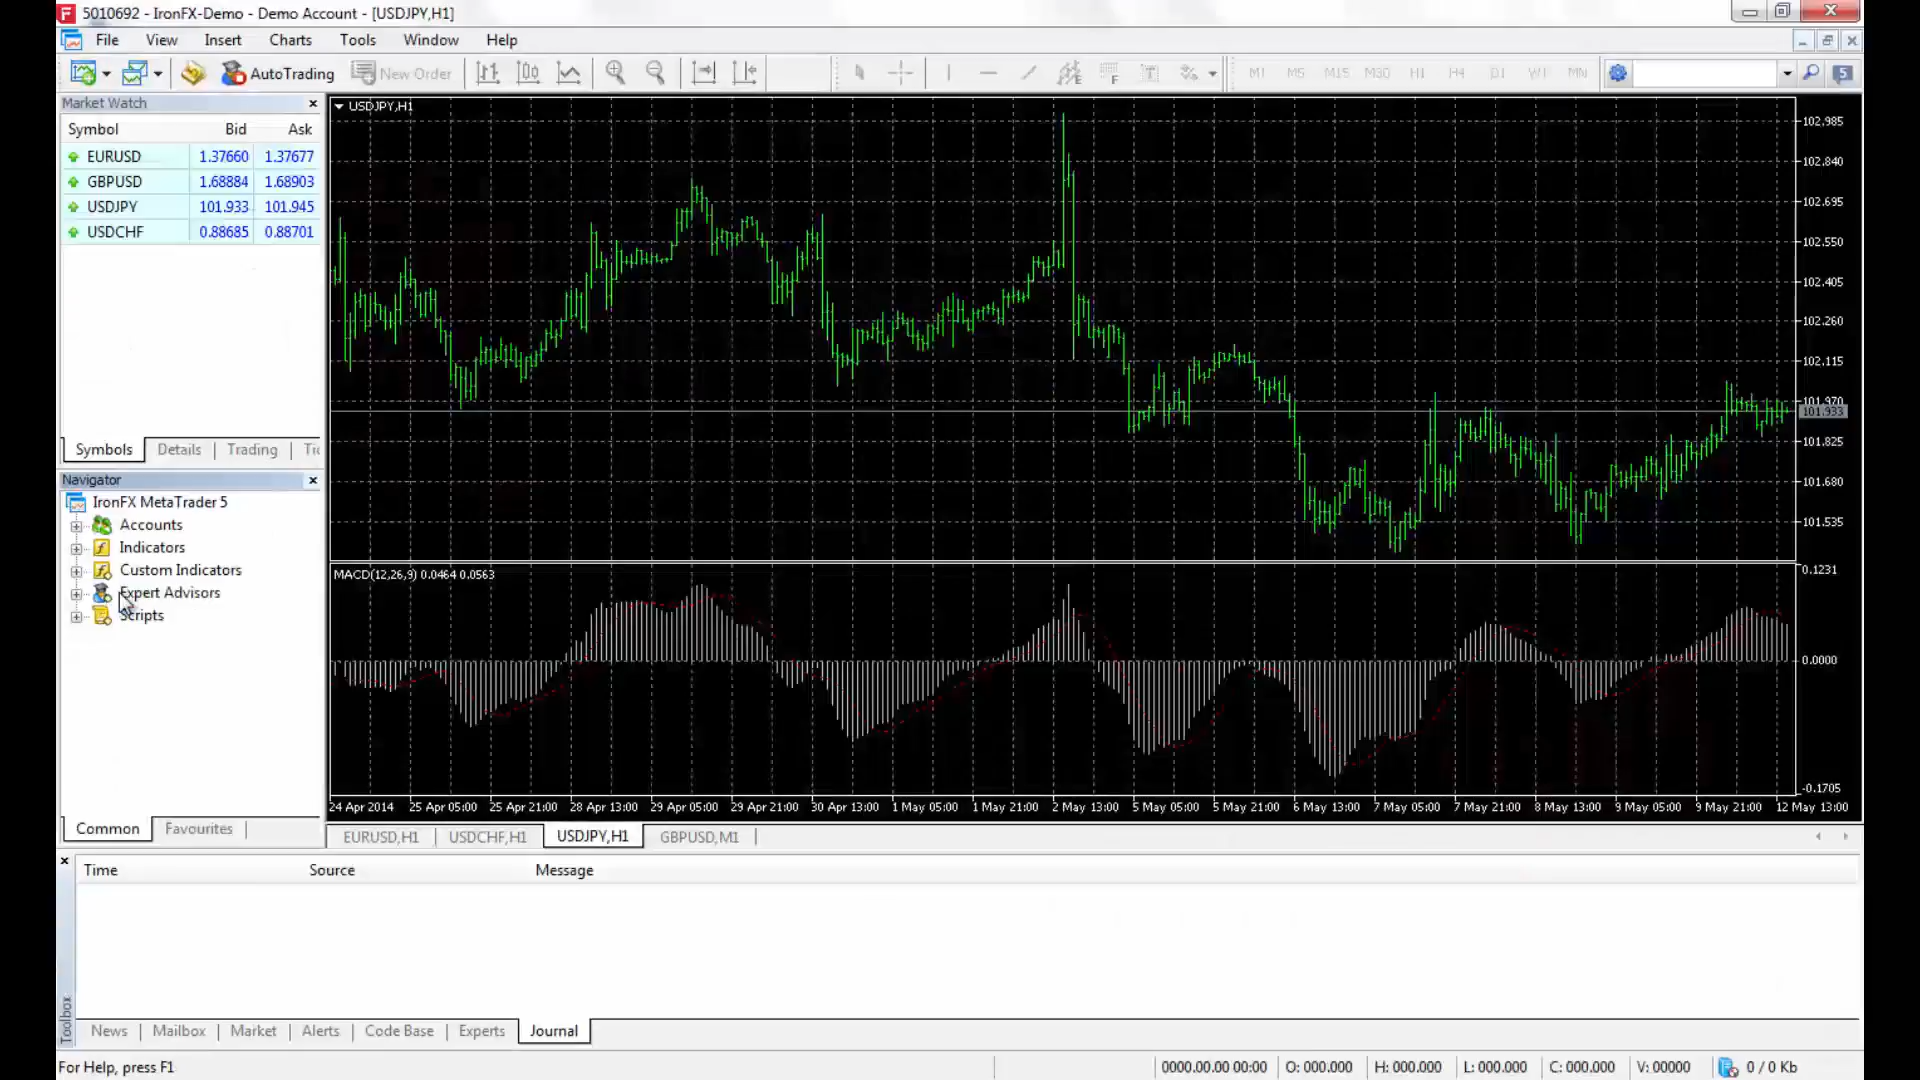 5010692 - IronFX-Demo - Demo Account - [USDJPY,H1]
File View Insert Charts Tools Window Help
AutoTrading New Order M1 M5 M15 M30 H1 H4 D1 W1 MN 5
Market Watch
Symbol Bid Ask
EURUSD 1.37660 1.37677
GBPUSD 1.68884 1.68903
USDJPY 101.933 101.945
USDCHF 0.88685 0.88701
Symbols Details Trading
Navigator
IronFX MetaTrader 5
Accounts
Indicators
Custom Indicators
Expert Advisors
Scripts
Common Favourites
USDJPY,H1
102.985
102.840
102.695
102.550
102.405
102.260
102.115
101.970
101.933
101.825
101.680
101.535
MACD(12,26,9) 0.0464 0.0563
0.1231
0.0000
-0.1705
24 Apr 2014 25 Apr 05:00 25 Apr 21:00 28 Apr 13:00 29 Apr 05:00 29 Apr 21:00 30 Apr 13:00 1 May 05:00 1 May 21:00 2 May 13:00 5 May 05:00 5 May 21:00 6 May 13:00 7 May 05:00 7 May 21:00 8 May 13:00 9 May 05:00 9 May 21:00 12 May 13:00
EURUSD,H1 USDCHF,H1 USDJPY,H1 GBPUSD,M1
Time Source Message
Toolbox
News Mailbox Market Alerts Code Base Experts Journal
For Help, press F1 0000.00.00 00:00 O: 000.000 H: 000.000 L: 000.000 C: 000.000 V: 00000 0 / 0 Kb